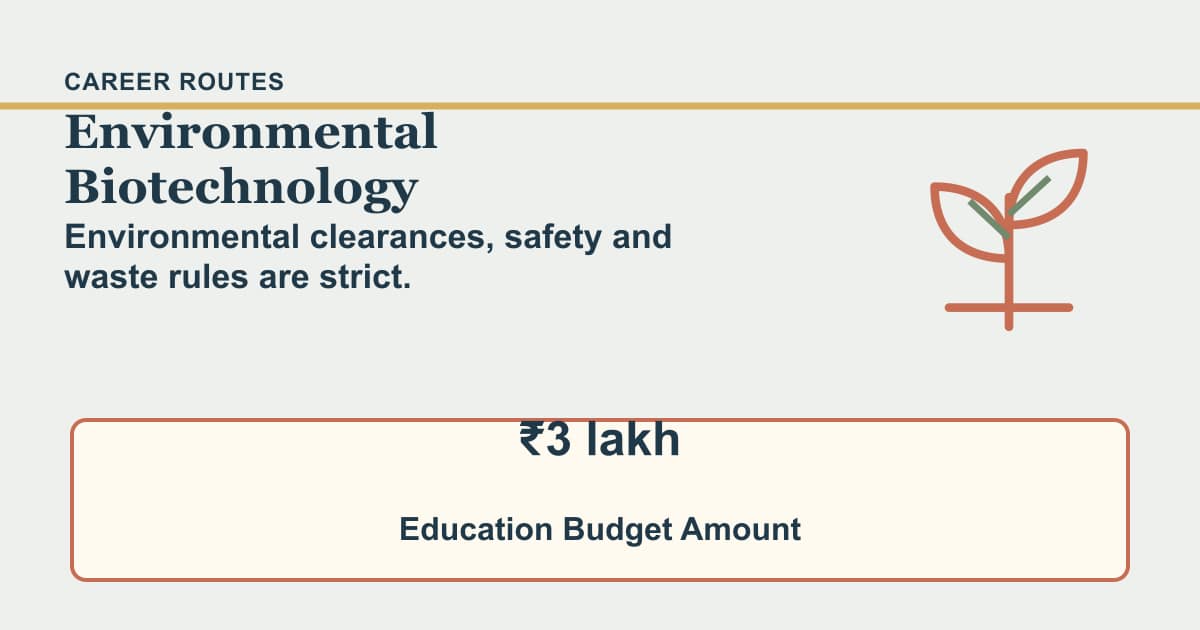 CAREER ROUTES
Environmental
Biotechnology
Environmental clearances, safety and
waste rules are strict.
₹3 lakh
Education Budget Amount